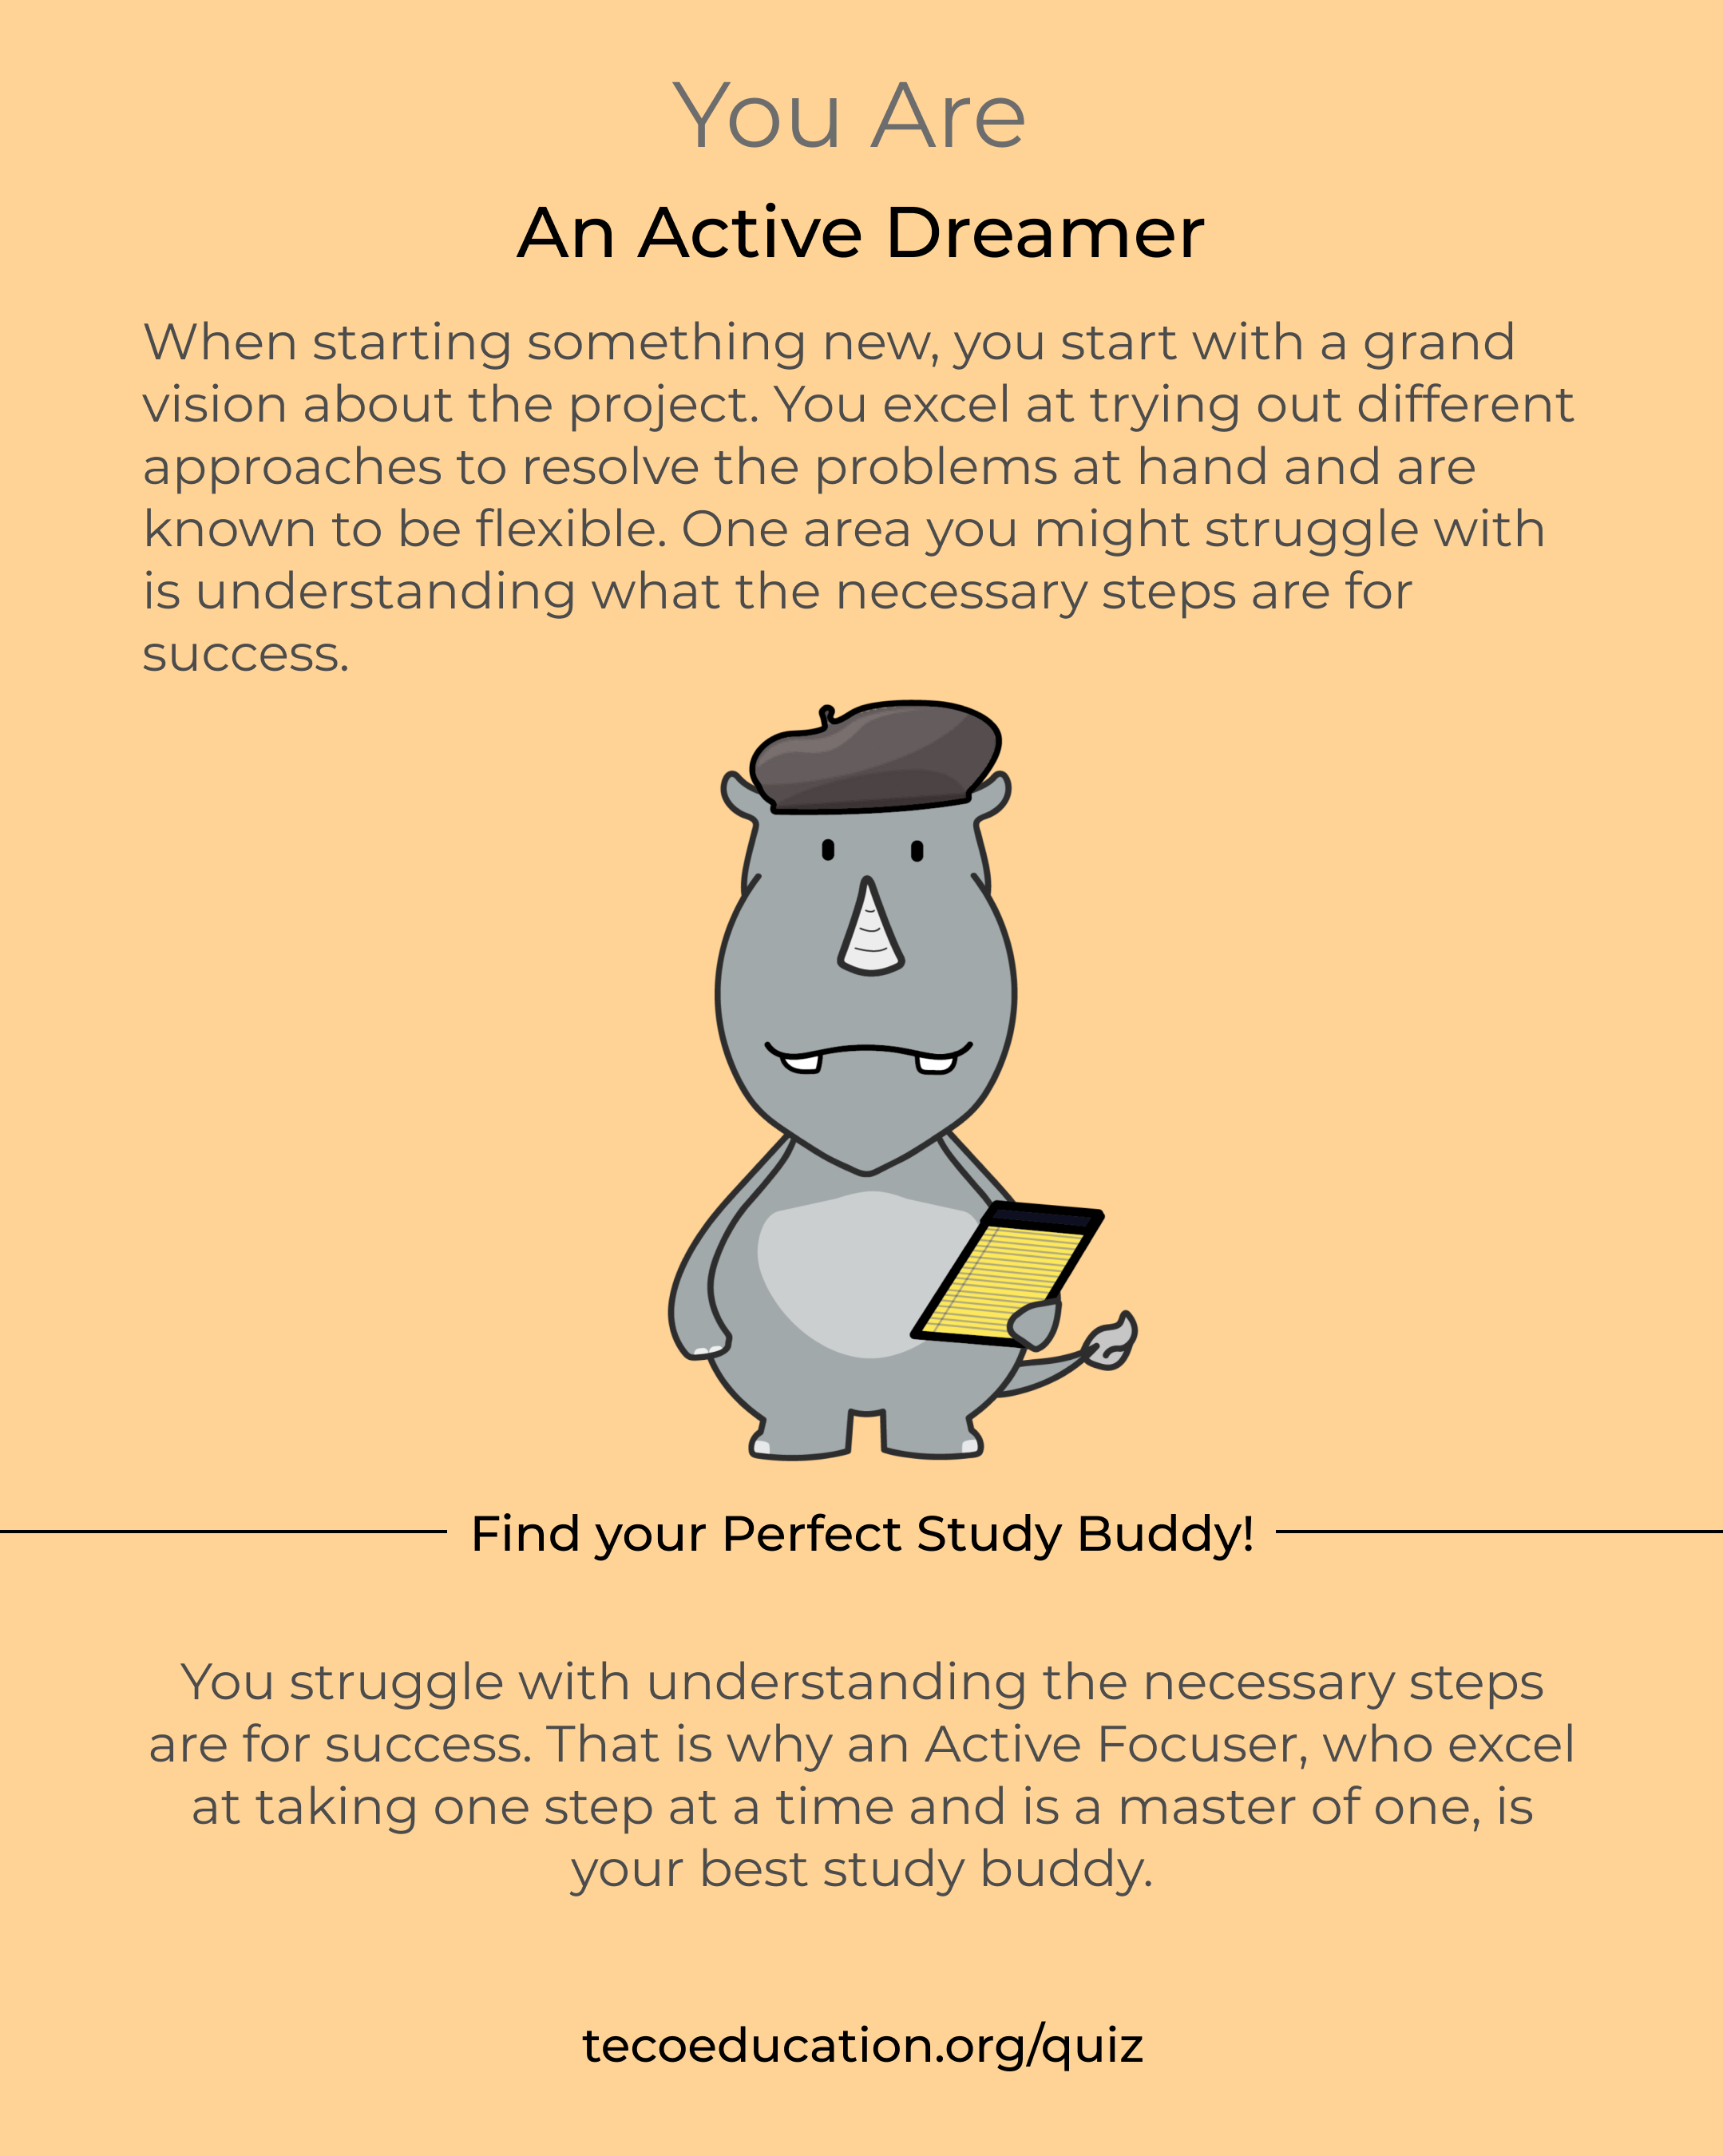 You Are
An Active Dreamer
When starting something new, you start with a grand
vision about the project. You excel at trying out different
approaches to resolve the problems at hand and are
known to be flexible. One area you might struggle with
is understanding what the necessary steps are for
success.
Find your Perfect Study Buddy!
You struggle with understanding the necessary steps
are for success. That is why an Active Focuser, who excel
at taking one step at a time and is a master of one, is
your best study buddy.
tecoeducation.org/quiz